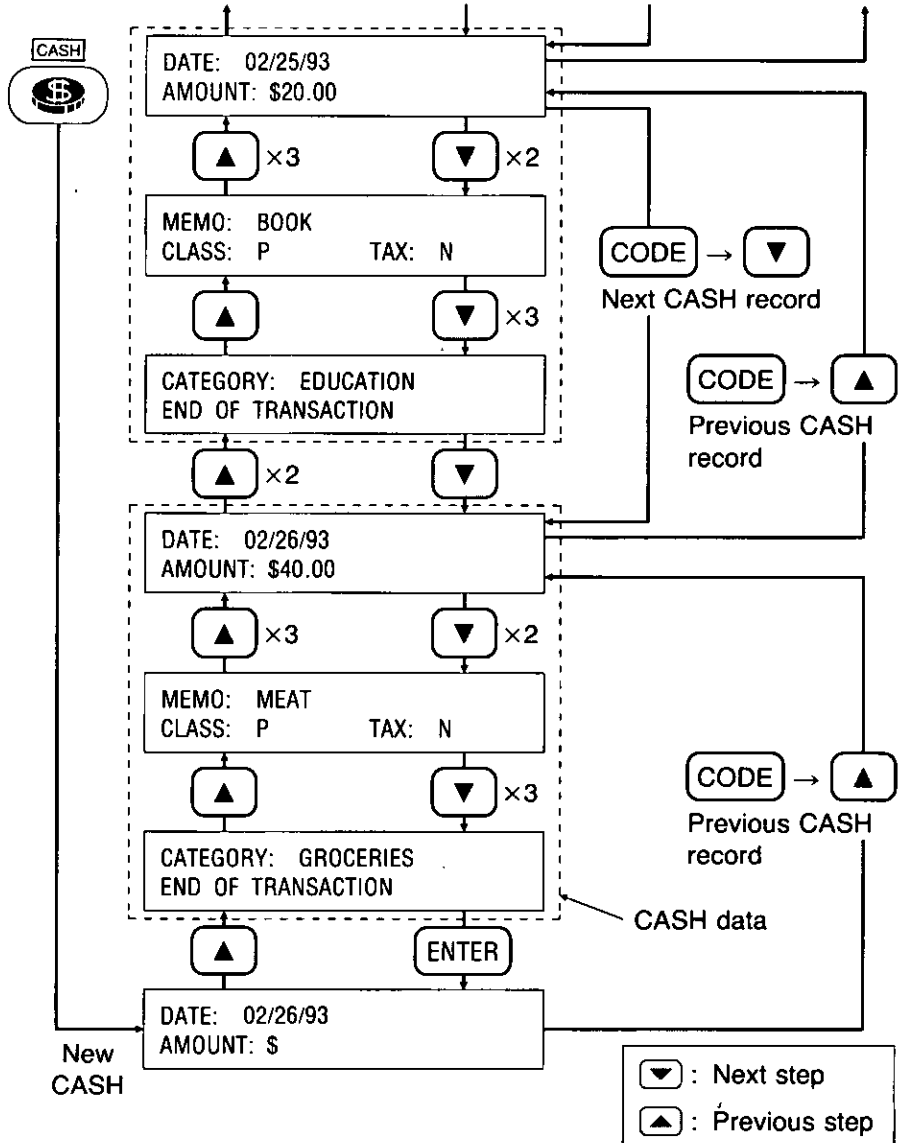 CASH
$
DATE: 02/25/93
AMOUNT: $20.00
▲ ×3
▼ ×2
MEMO: BOOK
CLASS: P TAX: N
▲
▼ ×3
CATEGORY: EDUCATION
END OF TRANSACTION
▲ ×2
▼
CODE → ▼
Next CASH record
CODE → ▲
Previous CASH
record
DATE: 02/26/93
AMOUNT: $40.00
▲ ×3
▼ ×2
MEMO: MEAT
CLASS: P TAX: N
▲
▼ ×3
CATEGORY: GROCERIES
END OF TRANSACTION
CODE → ▲
Previous CASH
record
CASH data
▲
ENTER
DATE: 02/26/93
AMOUNT: $
New
CASH
▼ : Next step
▲ : Previous step